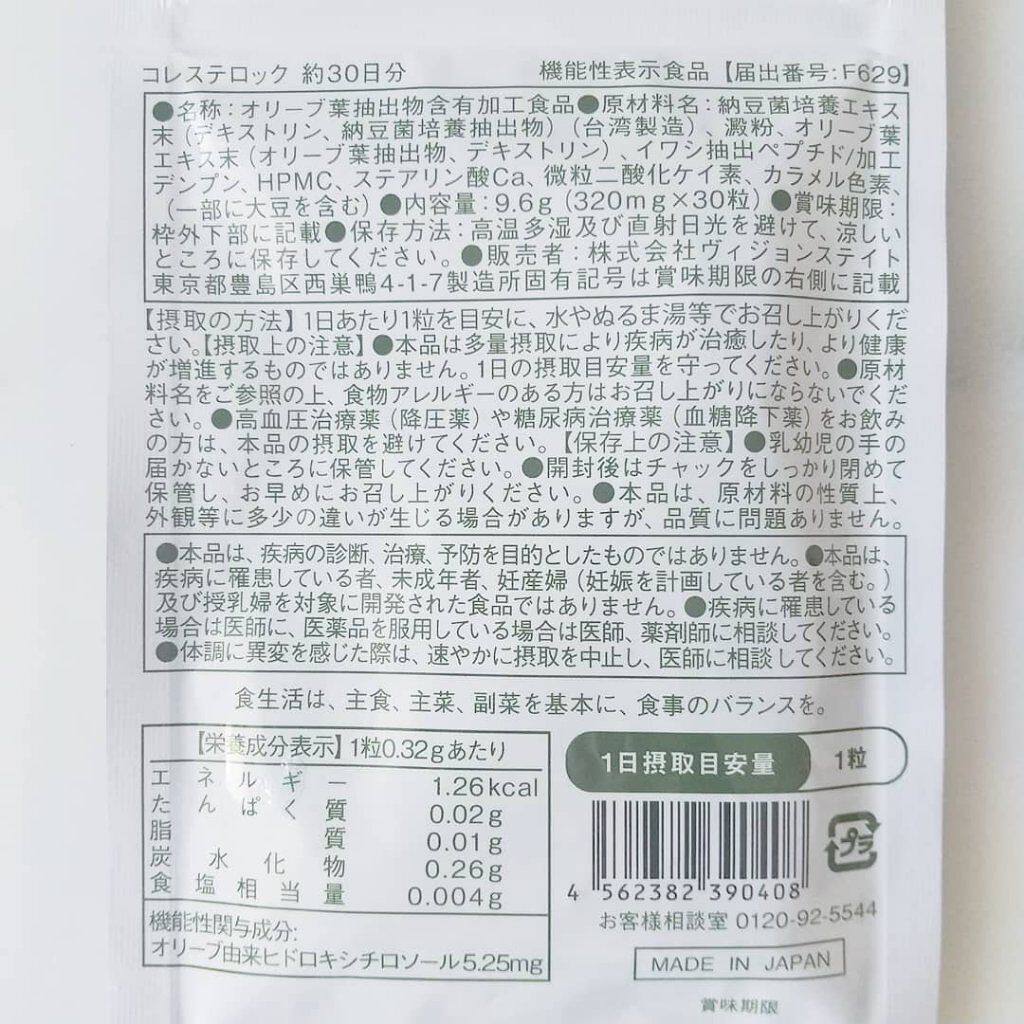 コレステロック 約30日分 機能性表示食品【届出番号:F629】
●名称：オリーブ葉抽出物含有加工食品●原材料名：納豆菌培養エキス
末（デキストリン、納豆菌培養抽出物）（台湾製造）、澱粉、オリーブ葉
エキス末（オリーブ葉抽出物、デキストリン）、イワシ抽出ペプチド/加工
デンプン、HPMC、ステアリン酸Ca、微粒二酸化ケイ素、カラメル色素、
（一部に大豆を含む）●内容量：9.6g（320mg×30粒）●賞味期限：
枠外下部に記載●保存方法：高温多湿及び直射日光を避けて、涼しい
ところに保存してください。●販売者：株式会社ヴィジョンステイト
東京都豊島区西巣鴨4-1-7製造所固有記号は賞味期限の右側に記載
【摂取の方法】1日あたり1粒を目安に、水やぬるま湯等でお召し上がりくだ
さい。【摂取上の注意】●本品は多量摂取により疾病が治癒したり、より健康
が増進するものではありません。1日の摂取目安量を守ってください。●原材
料名をご参照の上、食物アレルギーのある方はお召し上がりにならないでくだ
さい。●高血圧治療薬（降圧薬）や糖尿病治療薬（血糖降下薬）をお飲み
の方は、本品の摂取を避けてください。【保存上の注意】●乳幼児の手の
届かないところに保管してください。●開封後はチャックをしっかり閉めて
保管し、お早めにお召し上がりください。●本品は、原材料の性質上、
外観等に多少の違いが生じる場合がありますが、品質に問題ありません。
●本品は、疾病の診断、治療、予防を目的としたものではありません。●本品は、
疾病に罹患している者、未成年者、妊産婦（妊娠を計画している者を含む。）
及び授乳婦を対象に開発された食品ではありません。●疾病に罹患している
場合は医師に、医薬品を服用している場合は医師、薬剤師に相談してください。
●体調に異変を感じた際は、速やかに摂取を中止し、医師に相談してください。
食生活は、主食、主菜、副菜を基本に、食事のバランスを。
【栄養成分表示】1粒0.32gあたり
エネルギー 1.26kcal
たんぱく質 0.02g
脂質 0.01g
炭水化物 0.26g
食塩相当量 0.004g
機能性関与成分:
オリーブ由来ヒドロキシチロソール5.25mg
1日摂取目安量 1粒
プラ
4 562382 390408
お客様相談室 0120-92-5544
MADE IN JAPAN
賞味期限